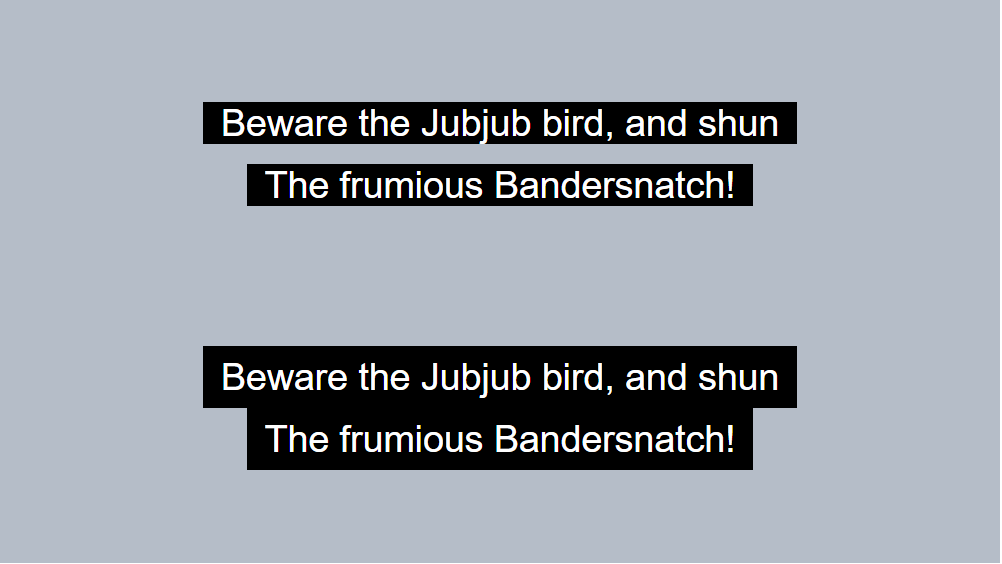 Beware the Jubjub bird, and shun
The frumious Bandersnatch!
Beware the Jubjub bird, and shun
The frumious Bandersnatch!